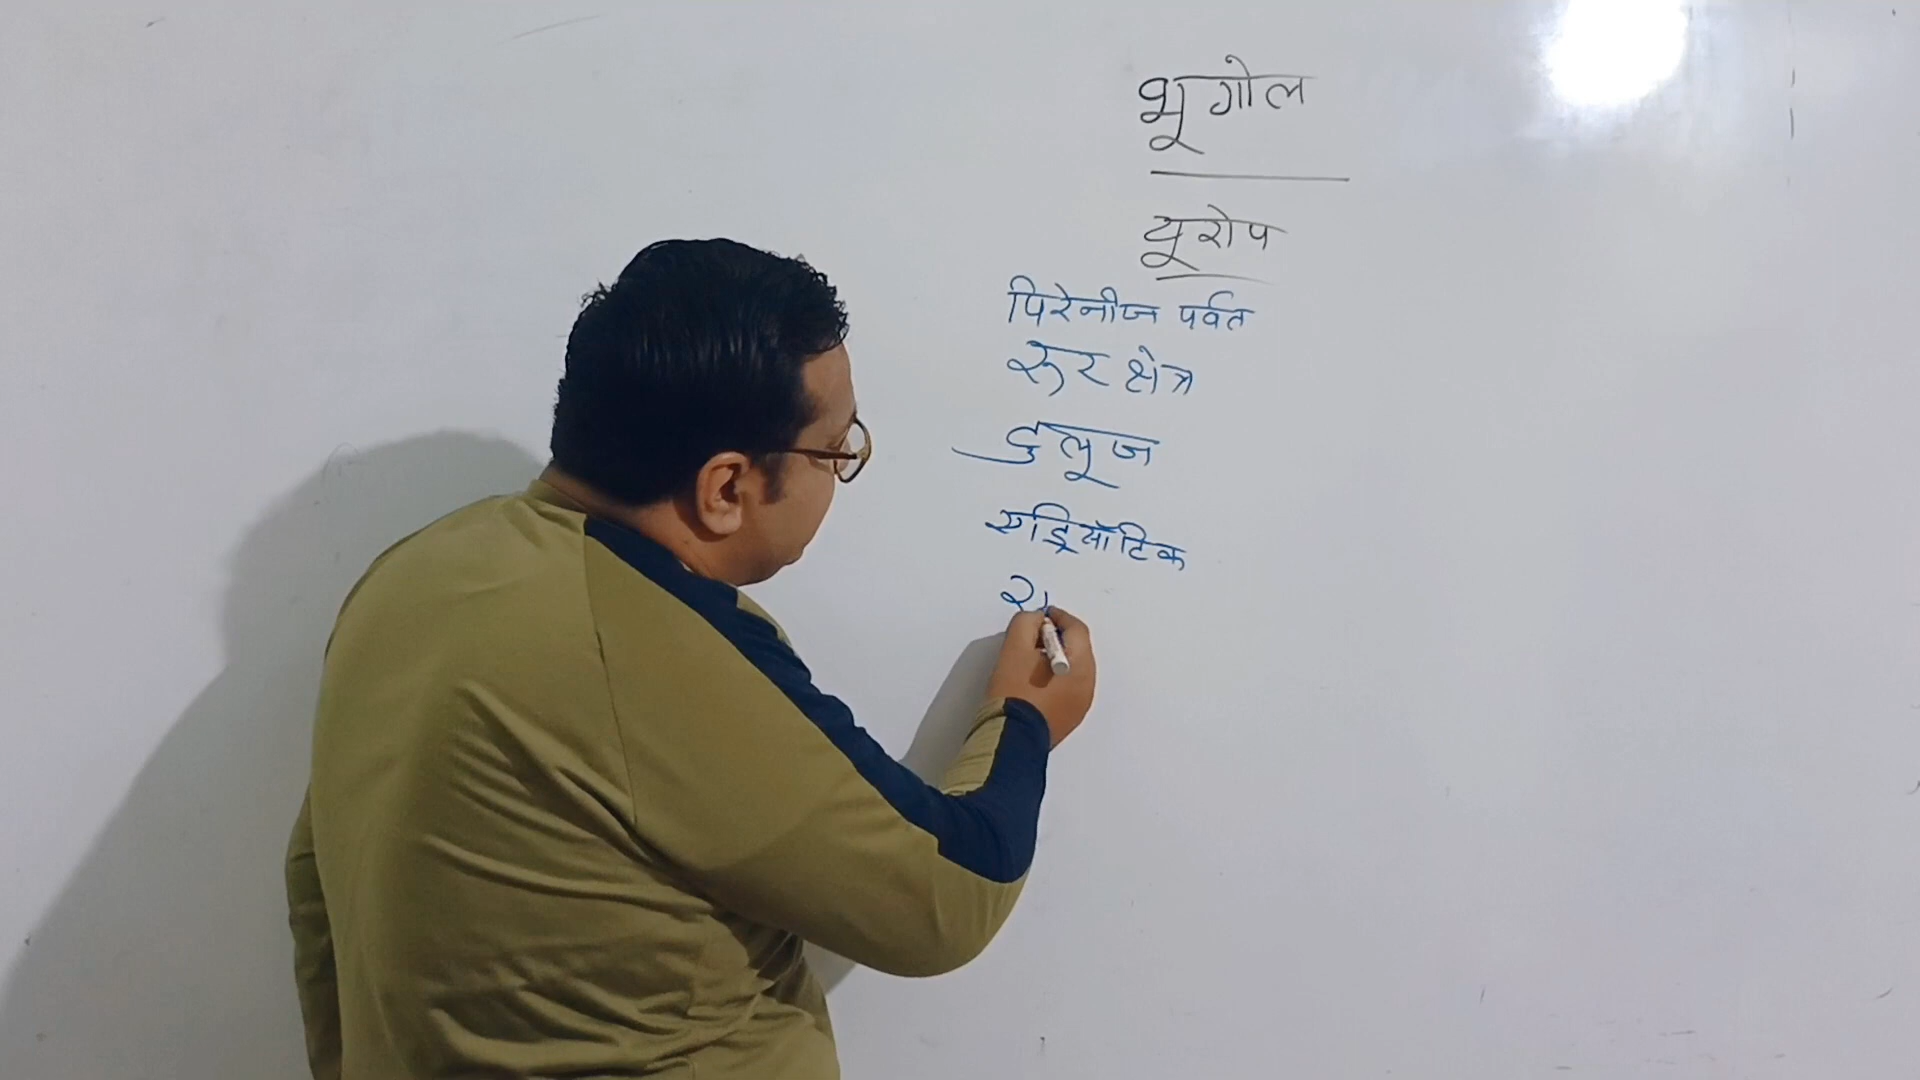 भूगोल
यूरोप
पिरेनीज पर्वत
रूर क्षेत्र
टुलूज
एड्रियाटिक